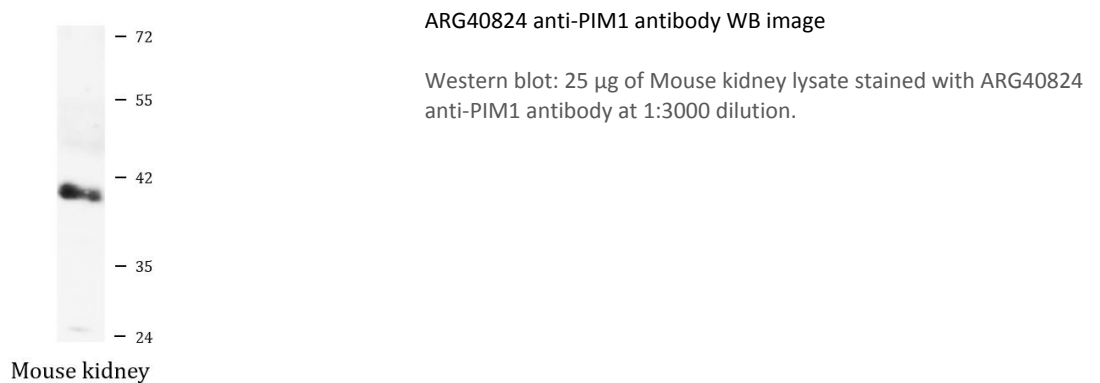 ARG40824 anti-PIM1 antibody WB image
Western blot: 25 µg of Mouse kidney lysate stained with ARG40824
anti-PIM1 antibody at 1:3000 dilution.
– 72
– 55
– 42
– 35
– 24
Mouse kidney